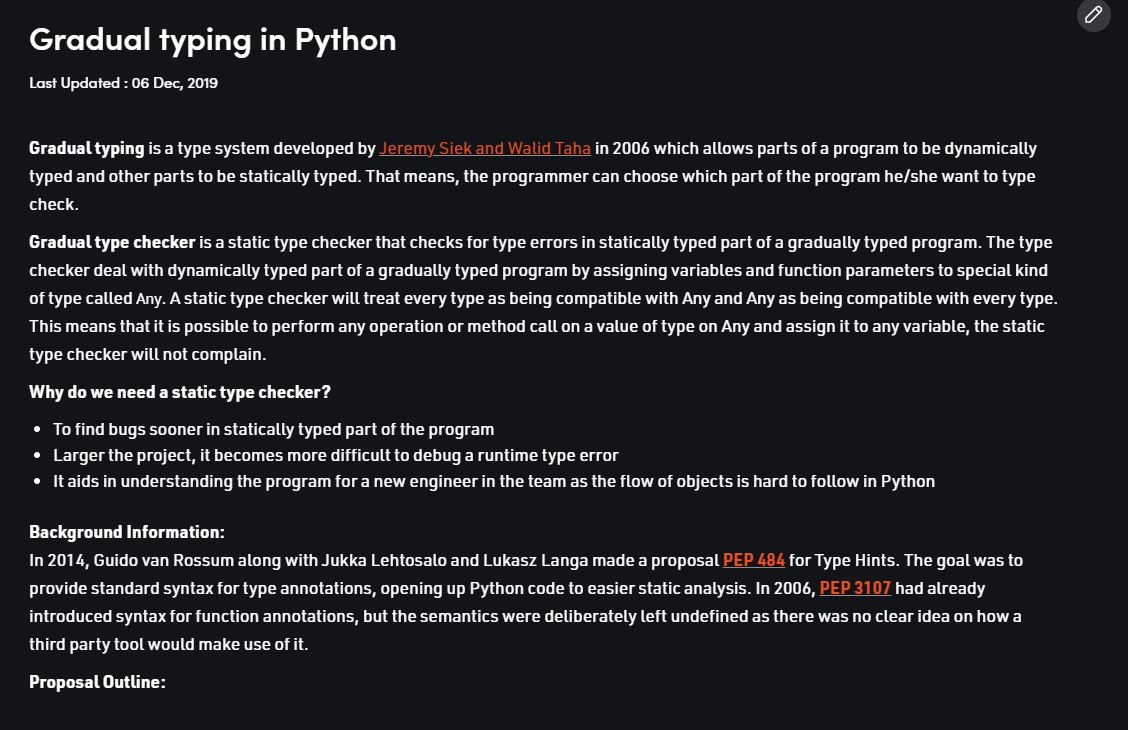 Gradual typing in Python
Last Updated : 06 Dec, 2019
Gradual typing is a type system developed by Jeremy Siek and Walid Taha in 2006 which allows parts of a program to be dynamically
typed and other parts to be statically typed. That means, the programmer can choose which part of the program he/she want to type
check.
Gradual type checker is a static type checker that checks for type errors in statically typed part of a gradually typed program. The type
checker deal with dynamically typed part of a gradually typed program by assigning variables and function parameters to special kind
of type called Any. A static type checker will treat every type as being compatible with Any and Any as being compatible with every type.
This means that it is possible to perform any operation or method call on a value of type on Any and assign it to any variable, the static
type checker will not complain.
Why do we need a static type checker?
• To find bugs sooner in statically typed part of the program
• Larger the project, it becomes more difficult to debug a runtime type error
• It aids in understanding the program for a new engineer in the team as the flow of objects is hard to follow in Python
Background Information:
In 2014, Guido van Rossum along with Jukka Lehtosalo and Lukasz Langa made a proposal PEP 484 for Type Hints. The goal was to
provide standard syntax for type annotations, opening up Python code to easier static analysis. In 2006, PEP 3107 had already
introduced syntax for function annotations, but the semantics were deliberately left undefined as there was no clear idea on how a
third party tool would make use of it.
Proposal Outline: